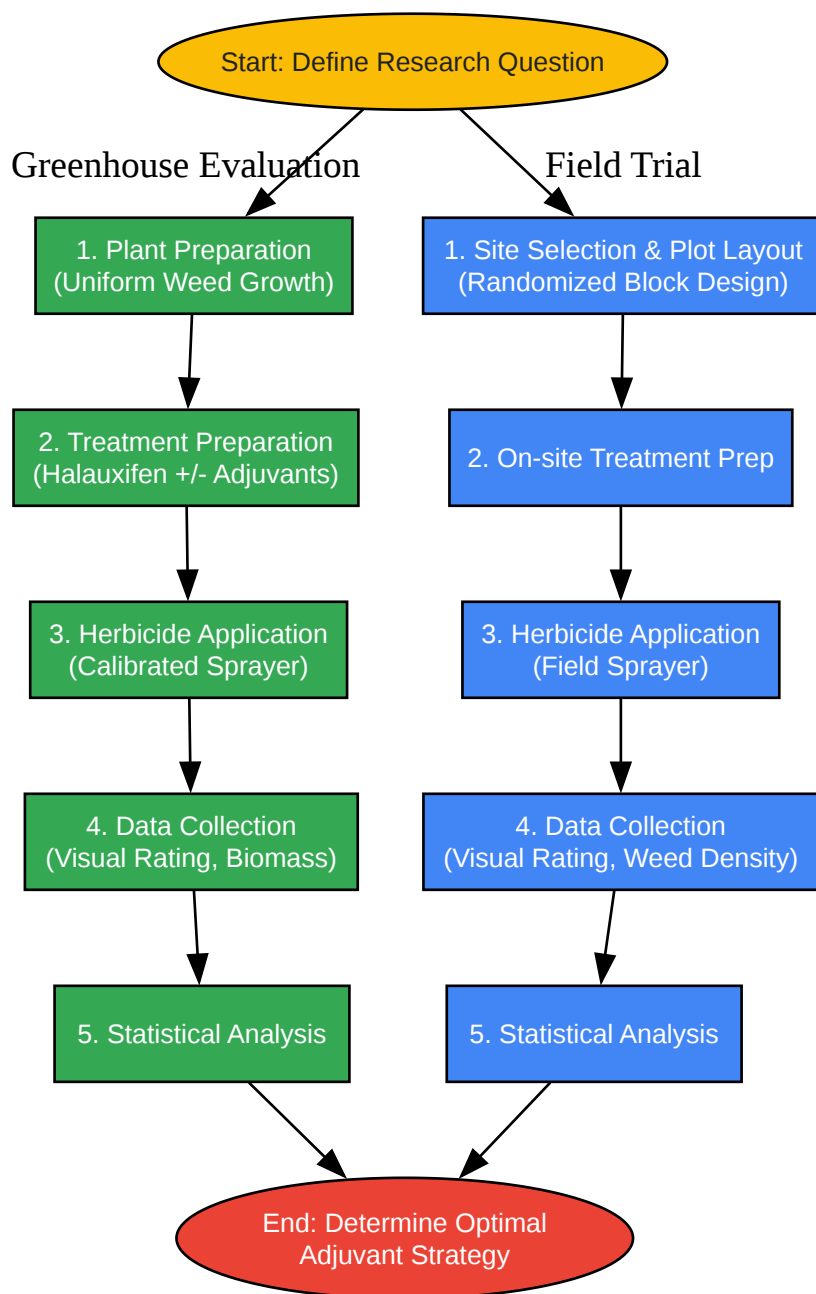 Start: Define Research Question
Greenhouse Evaluation
Field Trial
1. Plant Preparation
(Uniform Weed Growth)
1. Site Selection & Plot Layout
(Randomized Block Design)
2. Treatment Preparation
(Halauxifen +/- Adjuvants)
2. On-site Treatment Prep
3. Herbicide Application
(Calibrated Sprayer)
3. Herbicide Application
(Field Sprayer)
4. Data Collection
(Visual Rating, Biomass)
4. Data Collection
(Visual Rating, Weed Density)
5. Statistical Analysis
5. Statistical Analysis
End: Determine Optimal
Adjuvant Strategy